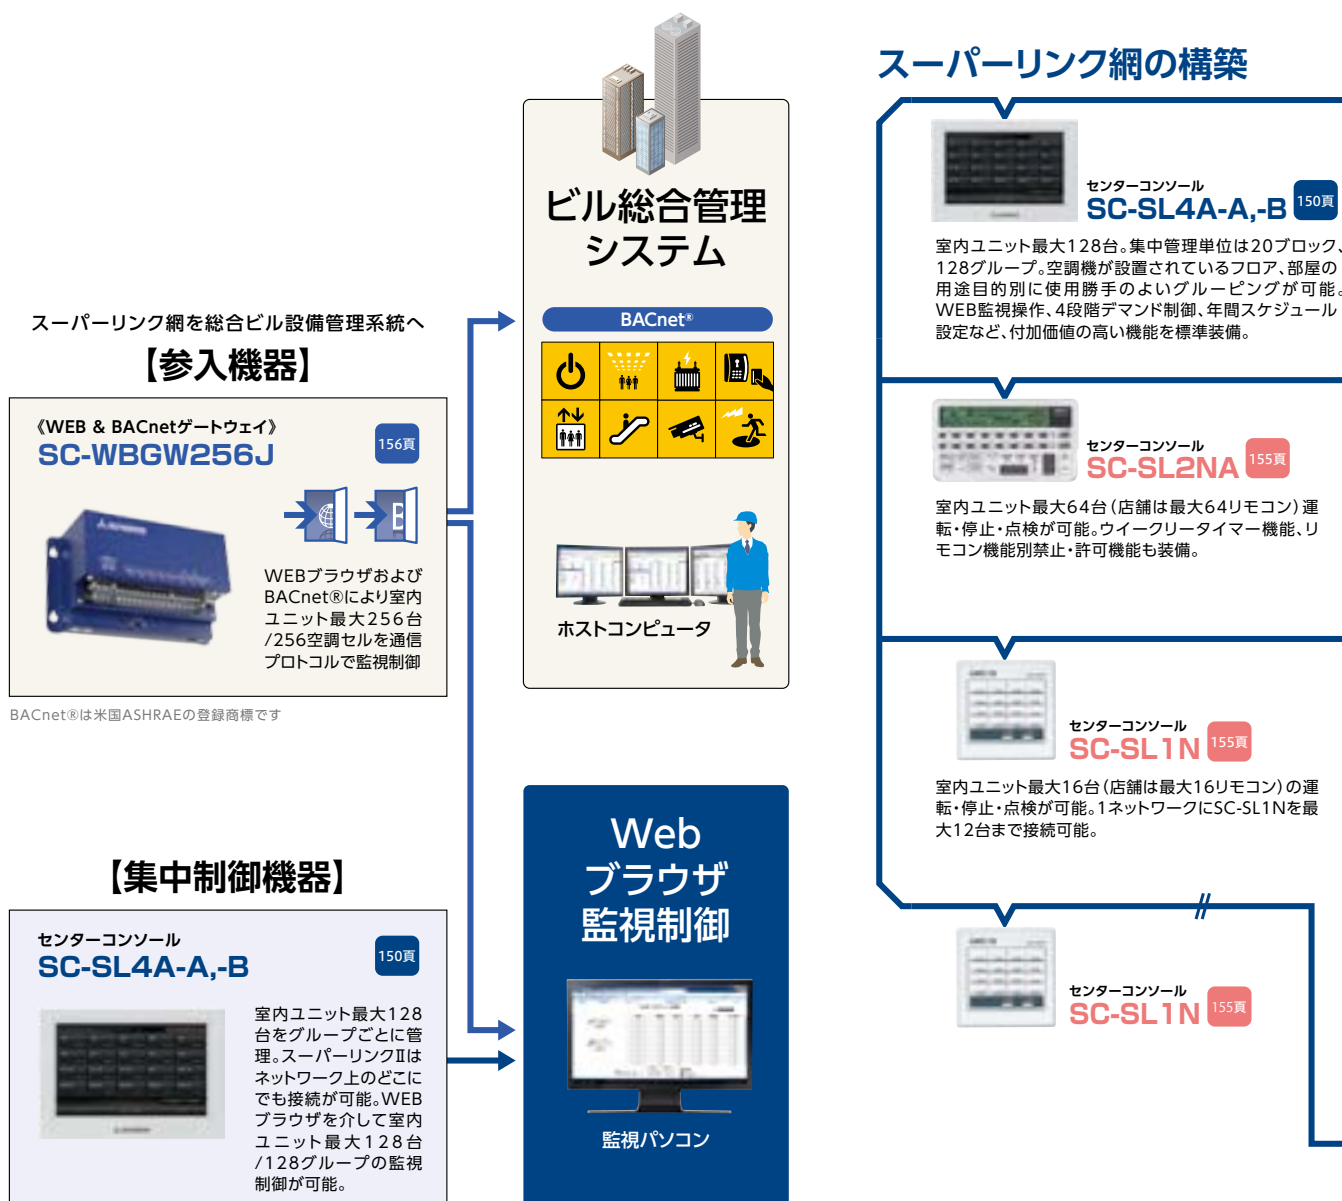 スーパーリンク網を総合ビル設備管理系統へ
【参入機器】
《WEB & BACnetゲートウェイ》
SC-WBGW256J
156頁
B
WEBブラウザおよび
BACnet®により室内
ユニット最大256台
/256空調セルを通信
プロトコルで監視制御
BACnet®は米国ASHRAEの登録商標です
【集中制御機器】
センターコンソール
SC-SL4A-A,-B
150頁
室内ユニット最大128
台をグループごとに管
理。スーパーリンクⅡは
ネットワーク上のどこに
でも接続が可能。WEB
ブラウザを介して室内
ユニット最大128台
/128グループの監視
制御が可能。
ビル総合管理
システム
BACnet®
ホストコンピュータ
Web
ブラウザ
監視制御
監視パソコン
スーパーリンク網の構築
センターコンソール
SC-SL4A-A,-B
150頁
室内ユニット最大128台。集中管理単位は20ブロック、
128グループ。空調機が設置されているフロア、部屋の
用途目的別に使用勝手のよいグルーピングが可能。
WEB監視操作、4段階デマンド制御、年間スケジュール
設定など、付加価値の高い機能を標準装備。
センターコンソール
SC-SL2NA
155頁
室内ユニット最大64台（店舗は最大64リモコン）運
転・停止・点検が可能。ウイークリータイマー機能、リ
モコン機能別禁止・許可機能も装備。
センターコンソール
SC-SL1N
155頁
室内ユニット最大16台（店舗は最大16リモコン）の運
転・停止・点検が可能。1ネットワークにSC-SL1Nを最
大12台まで接続可能。
センターコンソール
SC-SL1N
155頁